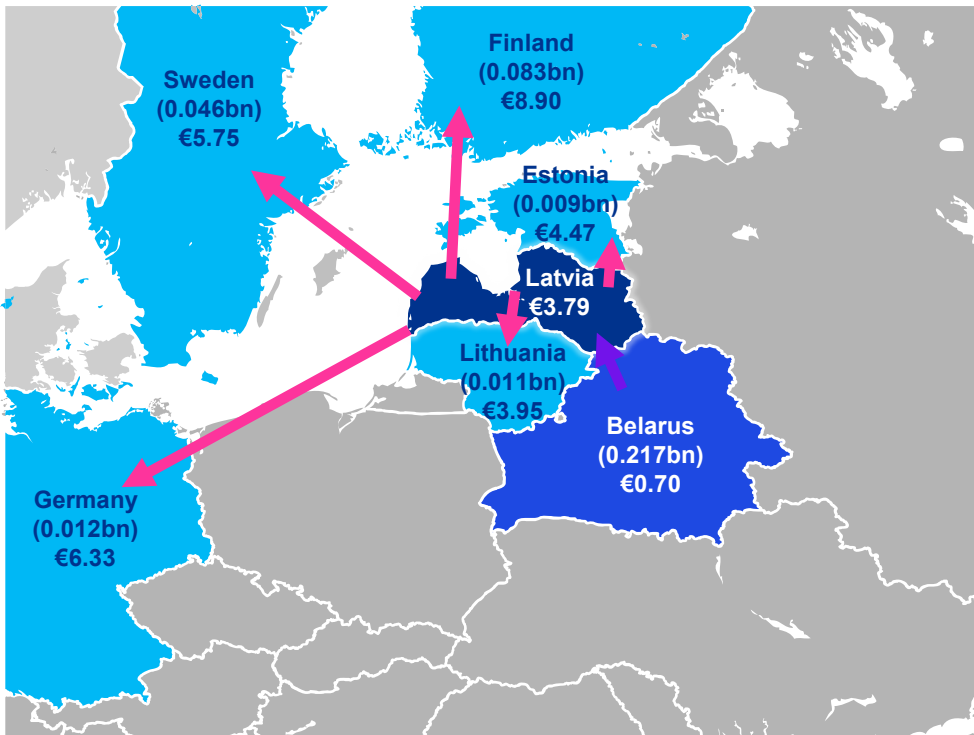 Finland
(0.083bn)
€8.90
Sweden
(0.046bn)
€5.75
Estonia
(0.009bn)
€4.47
Latvia
€3.79
Lithuania
(0.011bn)
€3.95
Belarus
(0.217bn)
€0.70
Germany
(0.012bn)
€6.33